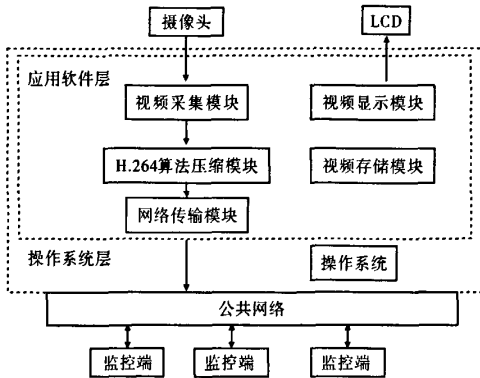 摄像头
LCD
应用软件层
视频采集模块
视频显示模块
H.264算法压缩模块
视频存储模块
网络传输模块
操作系统层
操作系统
公共网络
监控端
监控端
监控端